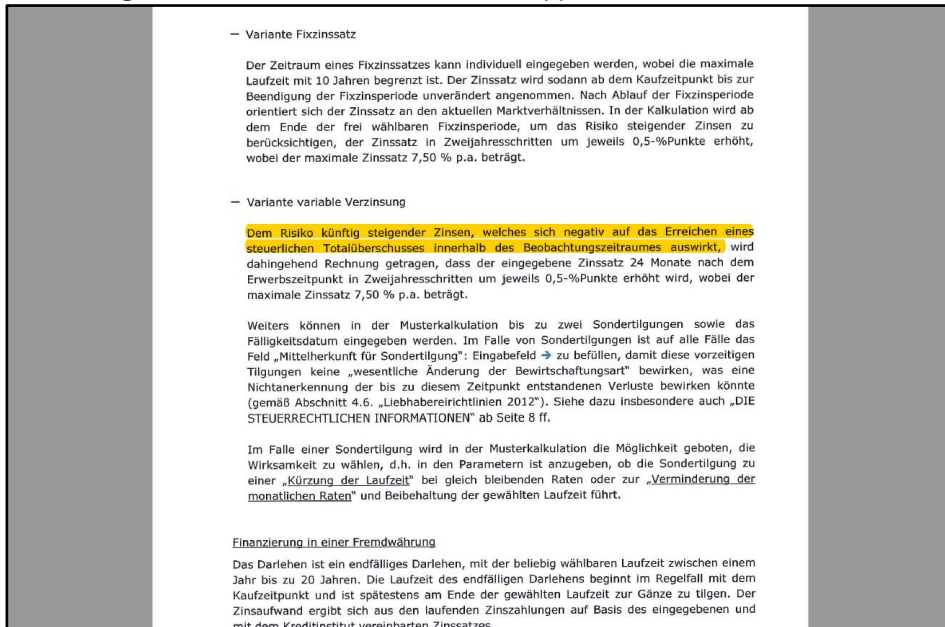 – Variante Fixzinssatz
Der Zeitraum eines Fixzinssatzes kann individuell eingegeben werden, wobei die maximale
Laufzeit mit 10 Jahren begrenzt ist. Der Zinssatz wird sodann ab dem Kaufzeitpunkt bis zur
Beendigung der Fixzinsperiode unverändert angenommen. Nach Ablauf der Fixzinsperiode
orientiert sich der Zinssatz an den aktuellen Marktverhältnissen. In der Kalkulation wird ab
dem Ende der frei wählbaren Fixzinsperiode, um das Risiko steigender Zinsen zu
berücksichtigen, der Zinssatz in Zweijahresschritten um jeweils 0,5-%Punkte erhöht,
wobei der maximale Zinssatz 7,50 % p.a. beträgt.
– Variante variable Verzinsung
Dem Risiko künftig steigender Zinsen, welches sich negativ auf das Erreichen eines
steuerlichen Totalüberschusses innerhalb des Beobachtungszeitraumes auswirkt, wird
dahingehend Rechnung getragen, dass der eingegebene Zinssatz 24 Monate nach dem
Erwerbszeitpunkt in Zweijahresschritten um jeweils 0,5-%Punkte erhöht wird, wobei der
maximale Zinssatz 7,50 % p.a. beträgt.
Weiters können in der Musterkalkulation bis zu zwei Sondertilgungen sowie das
Fälligkeitsdatum eingegeben werden. Im Falle von Sondertilgungen ist auf alle Fälle das
Feld „Mittelherkunft für Sondertilgung“: Eingabefeld → zu befüllen, damit diese vorzeitigen
Tilgungen keine „wesentliche Änderung der Bewirtschaftungsart“ bewirken, was eine
Nichtanerkennung der bis zu diesem Zeitpunkt entstandenen Verluste bewirken könnte
(gemäß Abschnitt 4.6. „Liebhabereirichtlinien 2012“). Siehe dazu insbesondere auch „DIE
STEUERRECHTLICHEN INFORMATIONEN“ ab Seite 8 ff.
Im Falle einer Sondertilgung wird in der Musterkalkulation die Möglichkeit geboten, die
Wirksamkeit zu wählen, d.h. in den Parametern ist anzugeben, ob die Sondertilgung zu
einer „Kürzung der Laufzeit“ bei gleich bleibenden Raten oder zur „Verminderung der
monatlichen Raten“ und Beibehaltung der gewählten Laufzeit führt.
Finanzierung in einer Fremdwährung
Das Darlehen ist ein endfälliges Darlehen, mit der beliebig wählbaren Laufzeit zwischen einem
Jahr bis zu 20 Jahren. Die Laufzeit des endfälligen Darlehens beginnt im Regelfall mit dem
Kaufzeitpunkt und ist spätestens am Ende der gewählten Laufzeit zur Gänze zu tilgen. Der
Zinsaufwand ergibt sich aus den laufenden Zinszahlungen auf Basis des eingegebenen und
mit dem Kreditinstitut vereinbarten Zinssatzes.